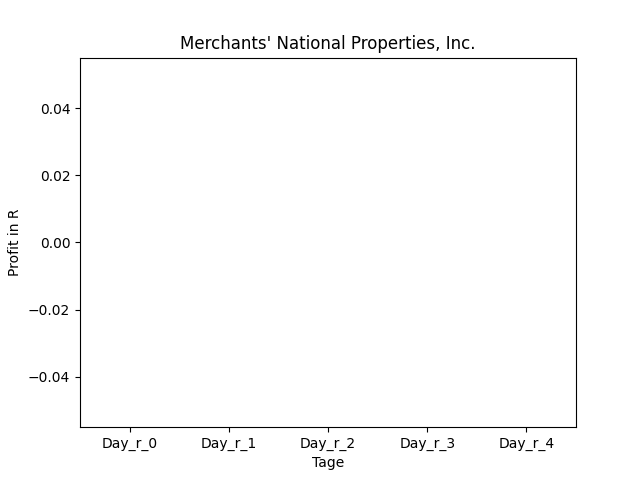 Merchants' National Properties, Inc.
Profit in R
0.04
0.02
0.00
−0.02
−0.04
Day_r_0
Day_r_1
Day_r_2
Day_r_3
Day_r_4
Tage